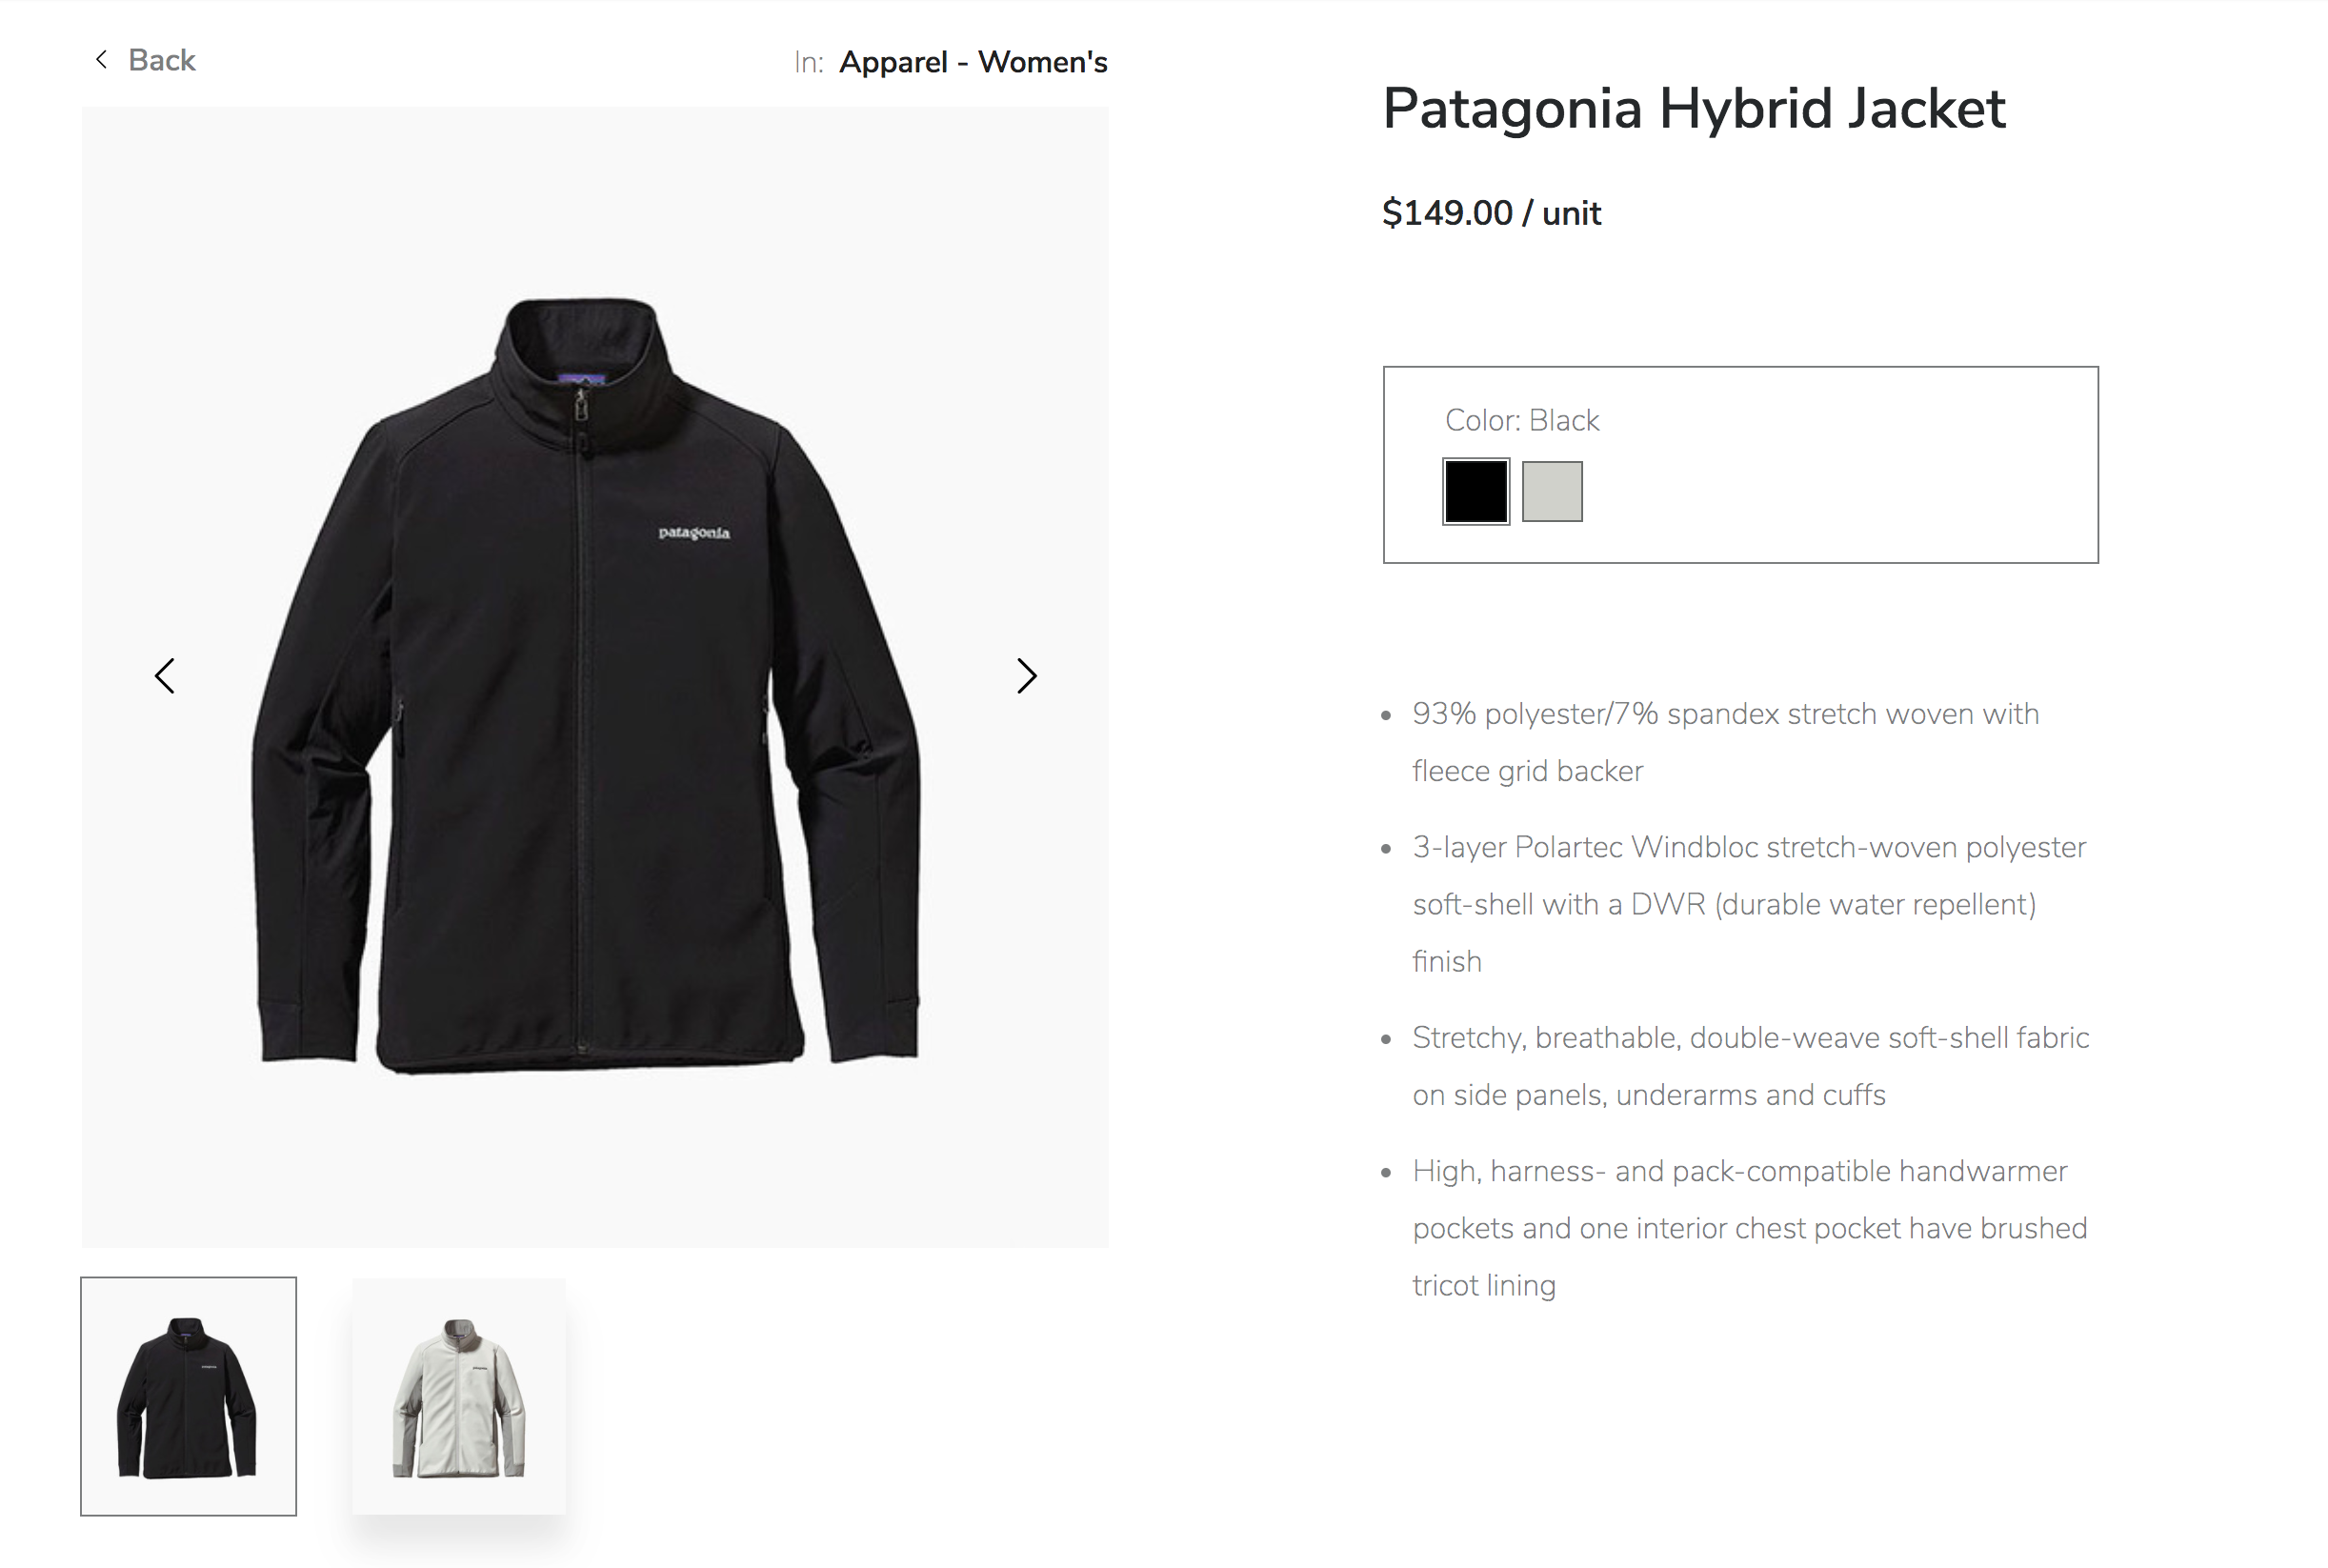 Back
In: Apparel - Women's
Patagonia Hybrid Jacket
$149.00 / unit
patagonia
Color: Black
93% polyester/7% spandex stretch woven with
fleece grid backer
3-layer Polartec Windbloc stretch-woven polyester
soft-shell with a DWR (durable water repellent)
finish
Stretchy, breathable, double-weave soft-shell fabric
on side panels, underarms and cuffs
High, harness- and pack-compatible handwarmer
pockets and one interior chest pocket have brushed
tricot lining